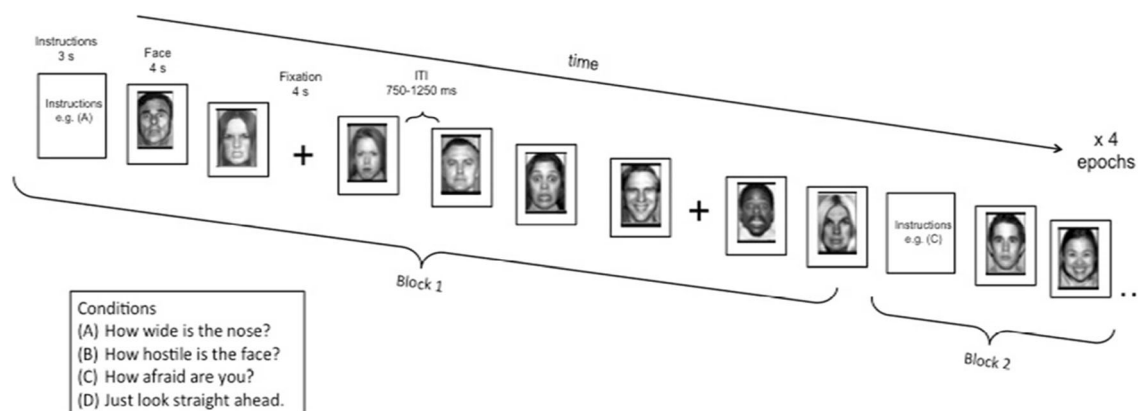 Instructions
3 s
Face
4 s
Instructions
e.g. (A)
Fixation
4 s
+
ITI
750-1250 ms
time
x 4
epochs
+
Instructions
e.g. (C)
. .
Block 1
Block 2
Conditions
(A) How wide is the nose?
(B) How hostile is the face?
(C) How afraid are you?
(D) Just look straight ahead.